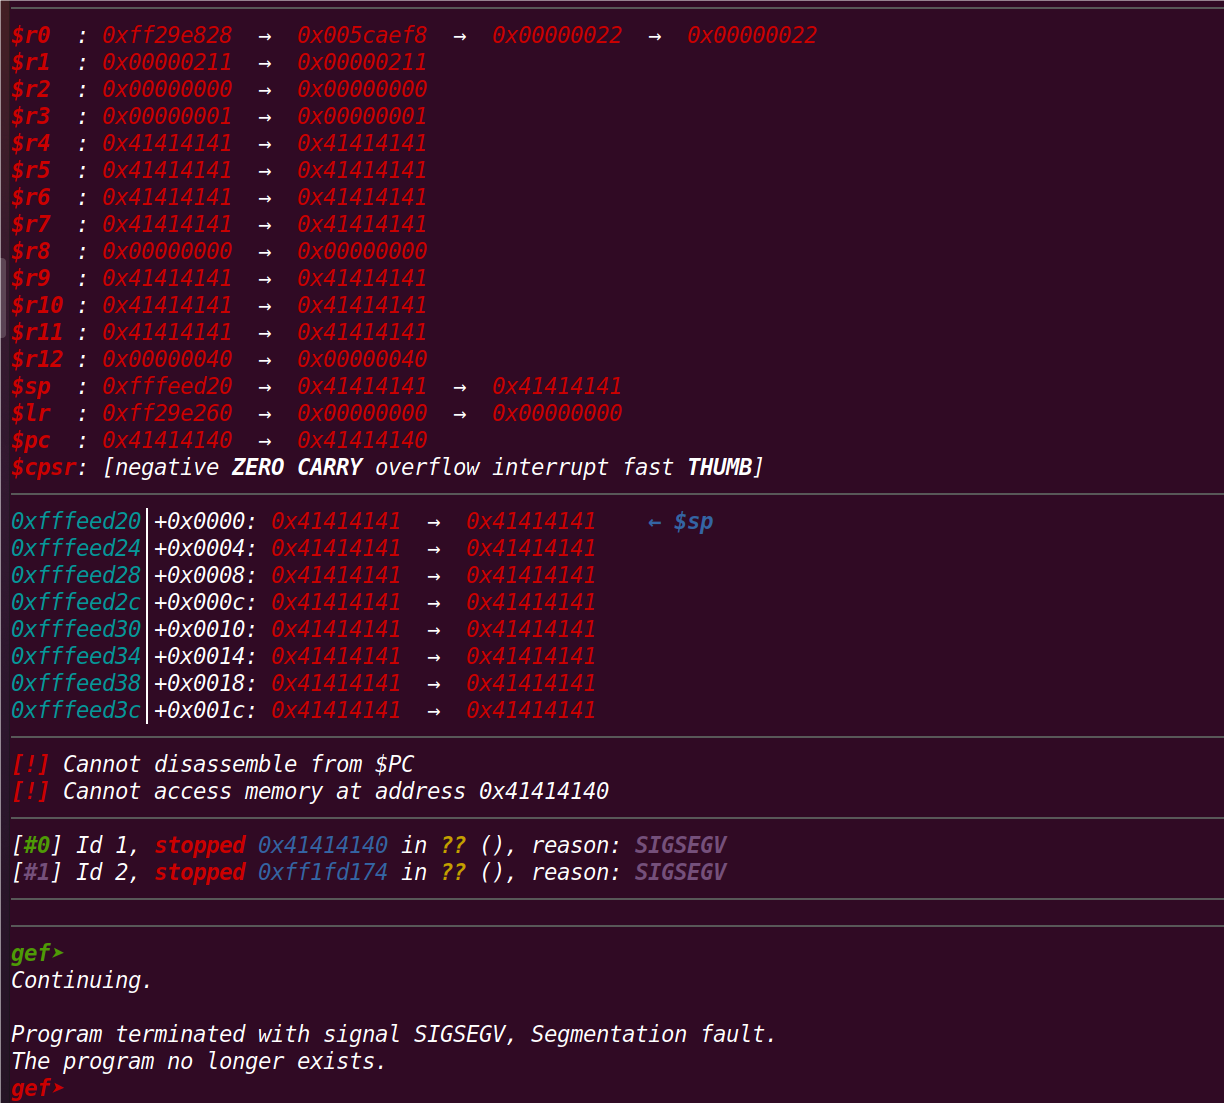 $r0  : 0xff29e828  →  0x005caef8  →  0x00000022  →  0x00000022
$r1  : 0x00000211  →  0x00000211
$r2  : 0x00000000  →  0x00000000
$r3  : 0x00000001  →  0x00000001
$r4  : 0x41414141  →  0x41414141
$r5  : 0x41414141  →  0x41414141
$r6  : 0x41414141  →  0x41414141
$r7  : 0x41414141  →  0x41414141
$r8  : 0x00000000  →  0x00000000
$r9  : 0x41414141  →  0x41414141
$r10 : 0x41414141  →  0x41414141
$r11 : 0x41414141  →  0x41414141
$r12 : 0x00000040  →  0x00000040
$sp  : 0xfffeed20  →  0x41414141  →  0x41414141
$lr  : 0xff29e260  →  0x00000000  →  0x00000000
$pc  : 0x41414140  →  0x41414140
$cpsr: [negative ZERO CARRY overflow interrupt fast THUMB]
0xfffeed20│+0x0000: 0x41414141  →  0x41414141    ← $sp
0xfffeed24│+0x0004: 0x41414141  →  0x41414141
0xfffeed28│+0x0008: 0x41414141  →  0x41414141
0xfffeed2c│+0x000c: 0x41414141  →  0x41414141
0xfffeed30│+0x0010: 0x41414141  →  0x41414141
0xfffeed34│+0x0014: 0x41414141  →  0x41414141
0xfffeed38│+0x0018: 0x41414141  →  0x41414141
0xfffeed3c│+0x001c: 0x41414141  →  0x41414141
[!] Cannot disassemble from $PC
[!] Cannot access memory at address 0x41414140
[#0] Id 1, stopped 0x41414140 in ?? (), reason: SIGSEGV
[#1] Id 2, stopped 0xff1fd174 in ?? (), reason: SIGSEGV
gef➤
Continuing.
Program terminated with signal SIGSEGV, Segmentation fault.
The program no longer exists.
gef➤